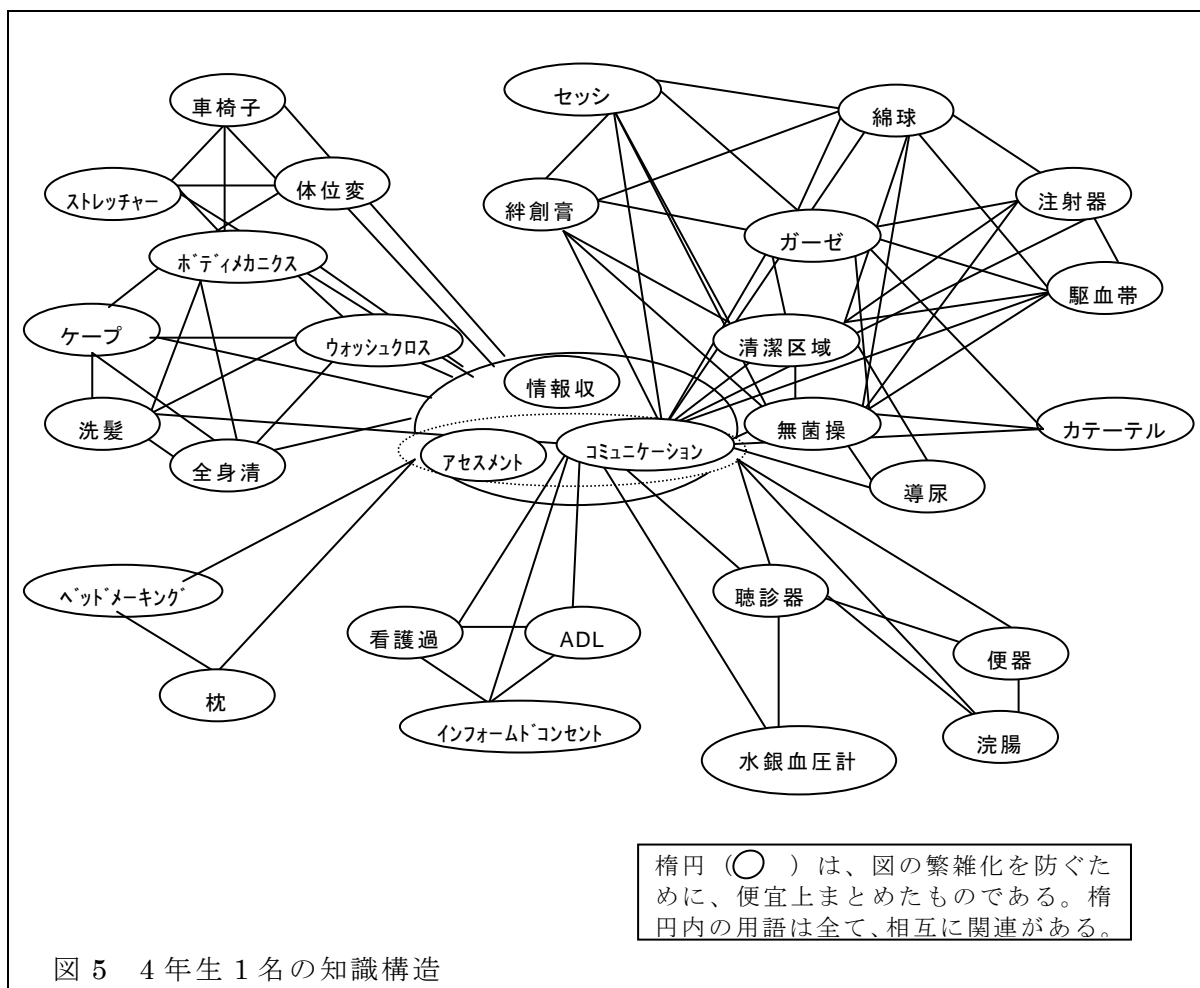 車椅子
セッシ
綿球
ストレッチャー
体位変
絆創膏
注射器
ボディメカニクス
ガーゼ
駆血帯
ケープ
ウォッシュクロス
清潔区域
情報収
洗髪
無菌操
カテーテル
全身清
アセスメント
コミュニケーション
導尿
ベッドメーキング
聴診器
看護過
ADL
便器
枕
インフォームドコンセント
浣腸
水銀血圧計
楕円（ ）は、図の繁雑化を防ぐた
めに、便宜上まとめたものである。楕
円内の用語は全て、相互に関連がある。
図 5 4 年生 1 名の知識構造